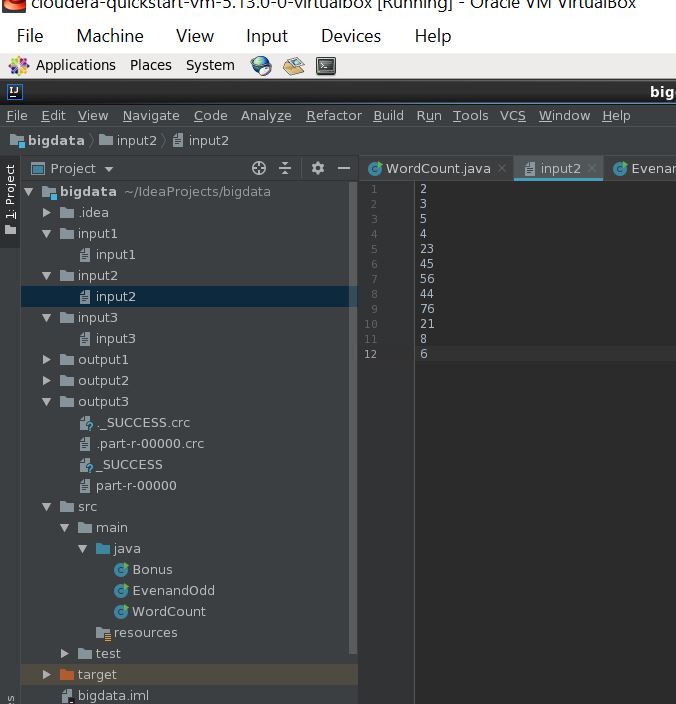 cloudera-quickstart-vm-5.13.0-0-virtualbox [Running] - Oracle VM VirtualBox
File Machine View Input Devices Help
Applications Places System
IJ big
File Edit View Navigate Code Analyze Refactor Build Run Tools VCS Window Help
bigdata input2 input2
1: Project
Project
WordCount.java input2 Evenan
bigdata ~/IdeaProjects/bigdata
.idea
input1
input1
input2
input2
input3
input3
output1
output2
output3
._SUCCESS.crc
.part-r-00000.crc
_SUCCESS
part-r-00000
src
main
java
Bonus
EvenandOdd
WordCount
resources
test
target
bigdata.iml
1 2
2 3
3 5
4 4
5 23
6 45
7 56
8 44
9 76
10 21
11 8
12 6